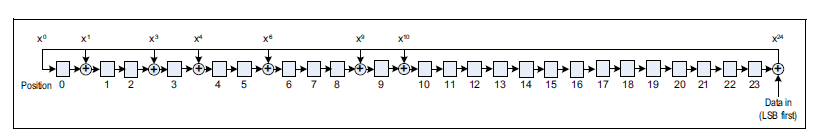 x⁰ x¹ x³ x⁴ x⁶ x⁹ x¹⁰ x²⁴
Position 0 1 2 3 4 5 6 7 8 9 10 11 12 13 14 15 16 17 18 19 20 21 22 23
Data in
(LSB first)